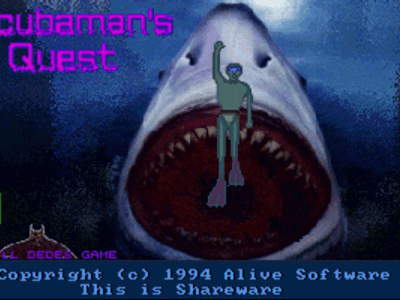 cubaman's
Quest
LL DEDES GAME
Copyright (c) 1994 Alive Software
This is Shareware